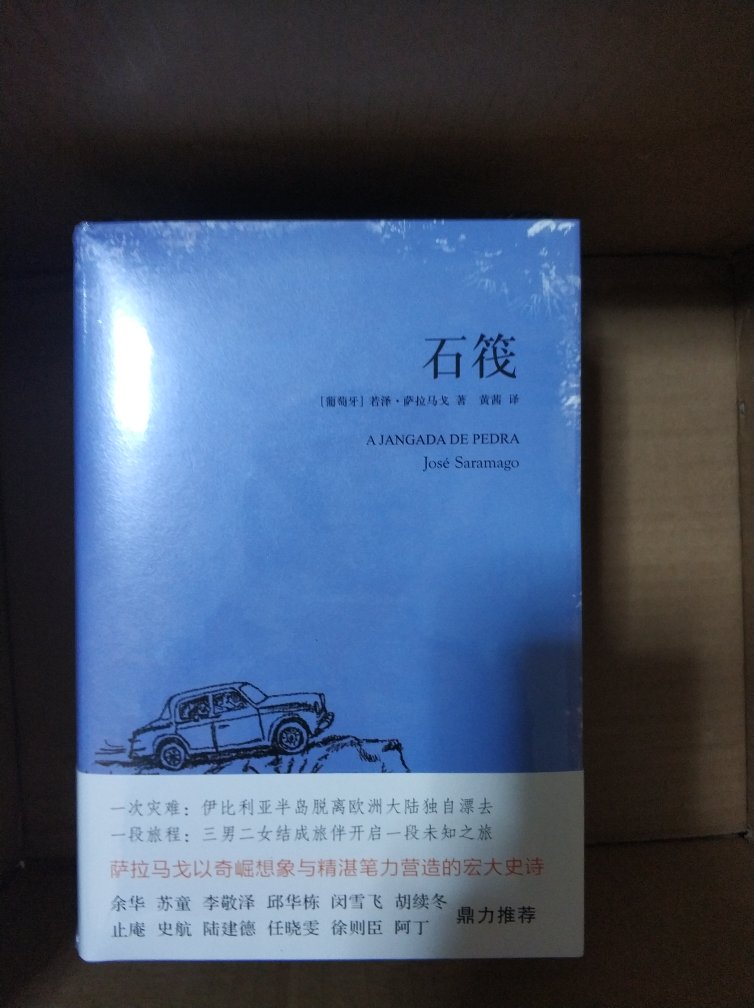 石筏
[葡萄牙] 若泽·萨拉马戈 著 黄茜 译
A JANGADA DE PEDRA
José Saramago
一次灾难：伊比利亚半岛脱离欧洲大陆独自漂去
一段旅程：三男二女结成旅伴开启一段未知之旅
萨拉马戈以奇崛想象与精湛笔力营造的宏大史诗
余华 苏童 李敬泽 邱华栋 闵雪飞 胡续冬
止庵 史航 陆建德 任晓雯 徐则臣 阿丁
鼎力推荐